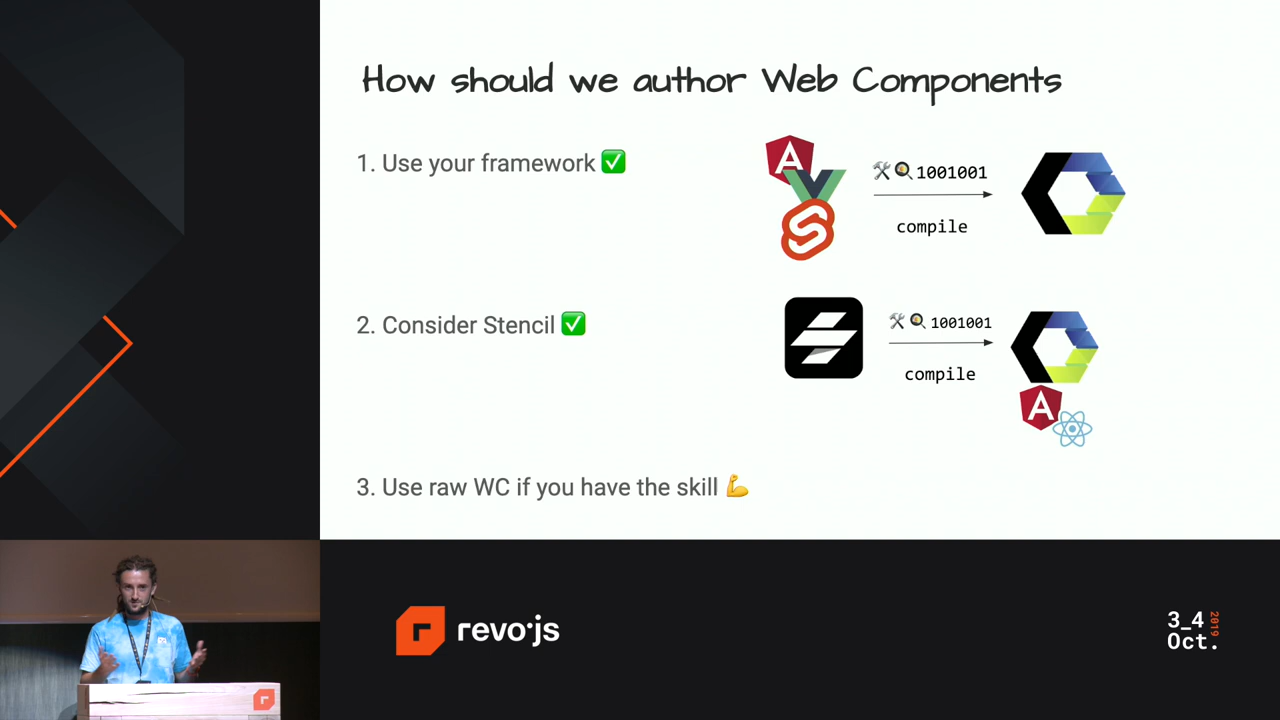 How should we author Web Components
1. Use your framework ✅
🛠🔍1001001
compile
2. Consider Stencil ✅
🛠🔍1001001
compile
3. Use raw WC if you have the skill 💪
r revo·js
3_4 2019
Oct.